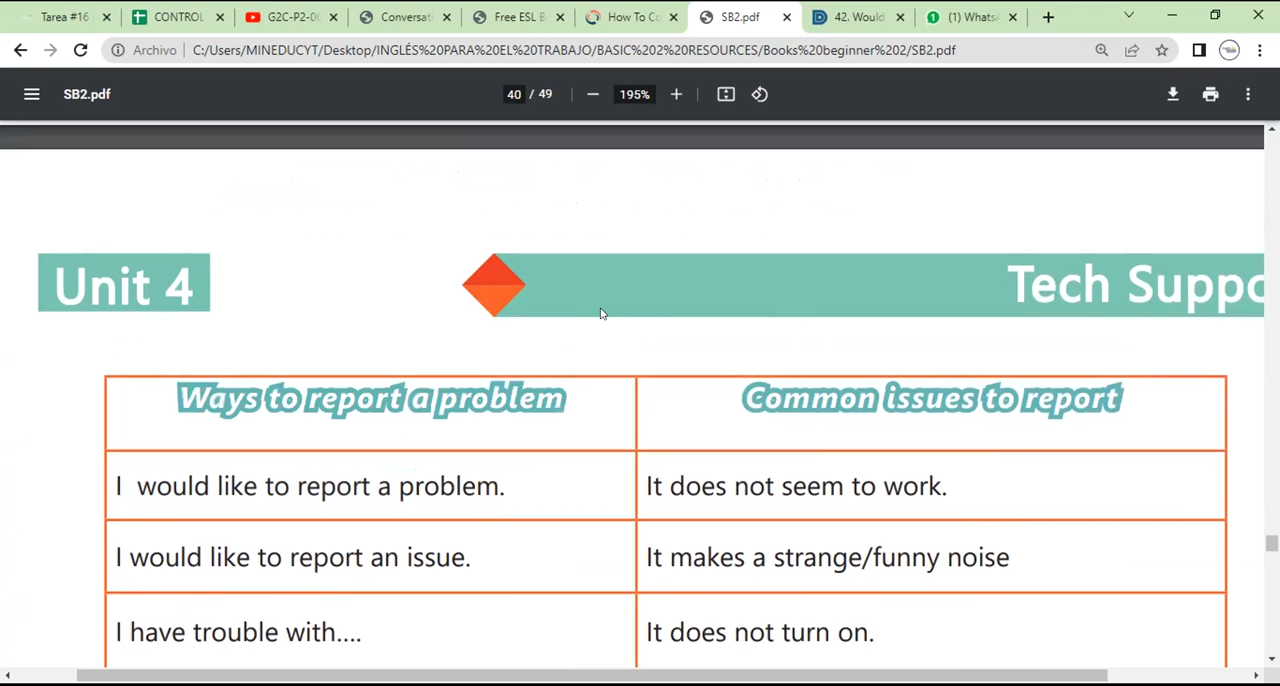 Tarea #16
CONTROL
G2C-P2-0
Conversat
Free ESL B
How To Co
SB2.pdf
42. Would
(1) Whats
Archivo
C:/Users/MINEDUCYT/Desktop/INGLÉS%20PARA%20EL%20TRABAJO/BASIC%202%20RESOURCES/Books%20beginner%202/SB2.pdf
SB2.pdf
40 / 49
195%
Unit 4
Tech Suppo
Ways to report a problem
Common issues to report
I would like to report a problem.
It does not seem to work.
I would like to report an issue.
It makes a strange/funny noise
I have trouble with....
It does not turn on.